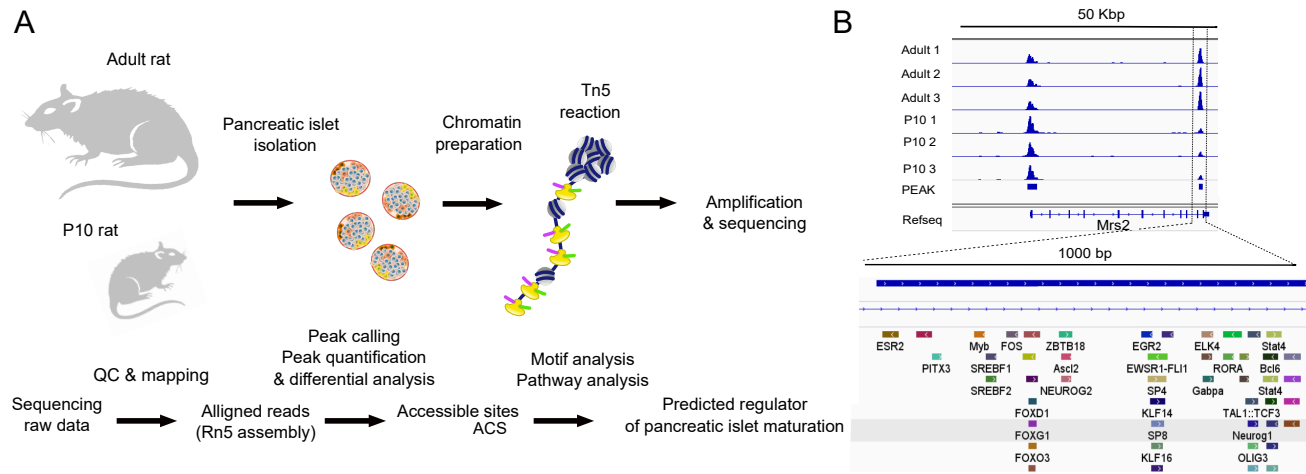 A
Adult rat
P10 rat
Pancreatic islet
isolation
Chromatin
preparation
Tn5
reaction
Amplification
& sequencing
Sequencing
raw data
QC & mapping
Alligned reads
(Rn5 assembly)
Peak calling
Peak quantification
& differential analysis
Accessible sites
ACS
Motif analysis
Pathway analysis
Predicted regulator
of pancreatic islet maturation
B
50 Kbp
Adult 1
Adult 2
Adult 3
P10 1
P10 2
P10 3
PEAK
Refseq
Mrs2
1000 bp
ESR2 Myb FOS ZBTB18 EGR2 ELK4 Stat4
PITX3 SREBF1 Ascl2 EWSR1-FLI1 RORA Bcl6
SREBF2 NEUROG2 SP4 Gabpa Stat4
FOXD1 KLF14 TAL1::TCF3
FOXG1 SP8 Neurog1
FOXO3 KLF16 OLIG3